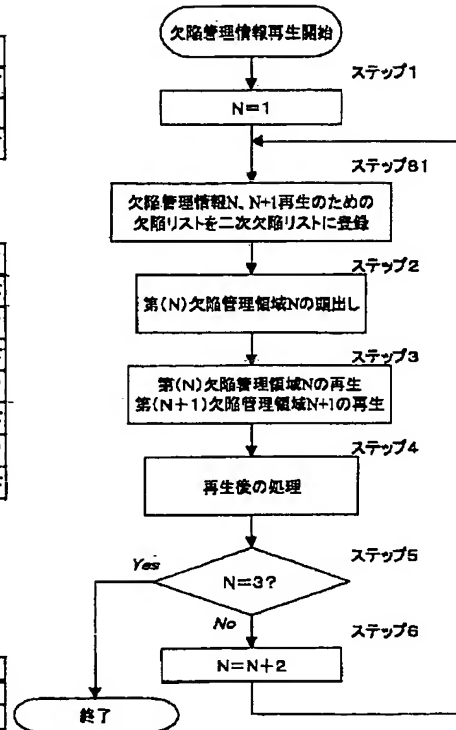 欠陥管理情報再生開始
ステップ1
N=1
ステップ81
欠陥管理情報N、N+1再生のための
欠陥リストを二次欠陥リストに登録
ステップ2
第(N)欠陥管理領域Nの頭出し
ステップ3
第(N)欠陥管理領域Nの再生
第(N+1)欠陥管理領域N+1の再生
ステップ4
再生後の処理
ステップ5
Yes
N=3?
No
ステップ6
N=N+2
終了